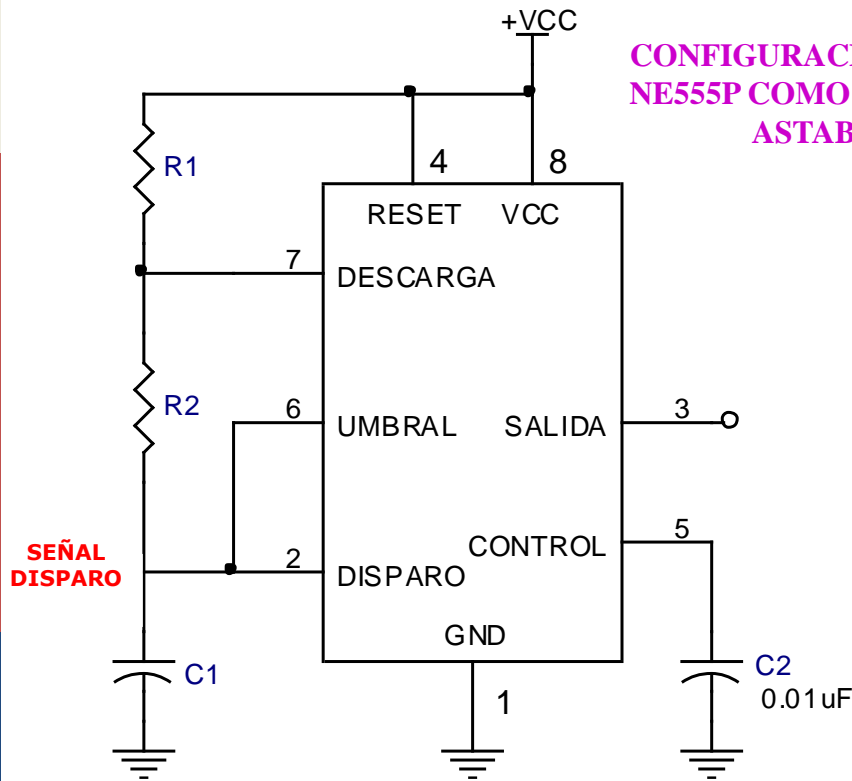 +VCC
CONFIGURACI
NE555P COMO
ASTAB
R1
4
8
RESET
VCC
7
DESCARGA
R2
6
UMBRAL
SALIDA
3
SEÑAL
DISPARO
2
DISPARO
CONTROL
5
GND
C1
1
C2
0.01uF